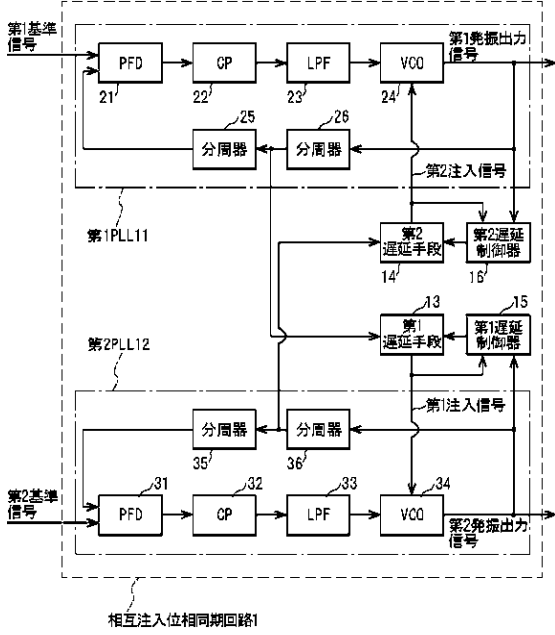 第1基準
信号
PFD
21
CP
22
LPF
23
VCO
24
第1発振出力
信号
25
分周器
26
分周器
第2注入信号
第1PLL11
第2
遅延手段
14
第2遅延
制御器
16
13
第1
遅延手段
15
第1遅延
制御器
第2PLL12
第1注入信号
分周器
35
分周器
36
第2基準
信号
31
PFD
32
CP
33
LPF
34
VCO
第2発振出力
信号
相互注入位相同期回路1